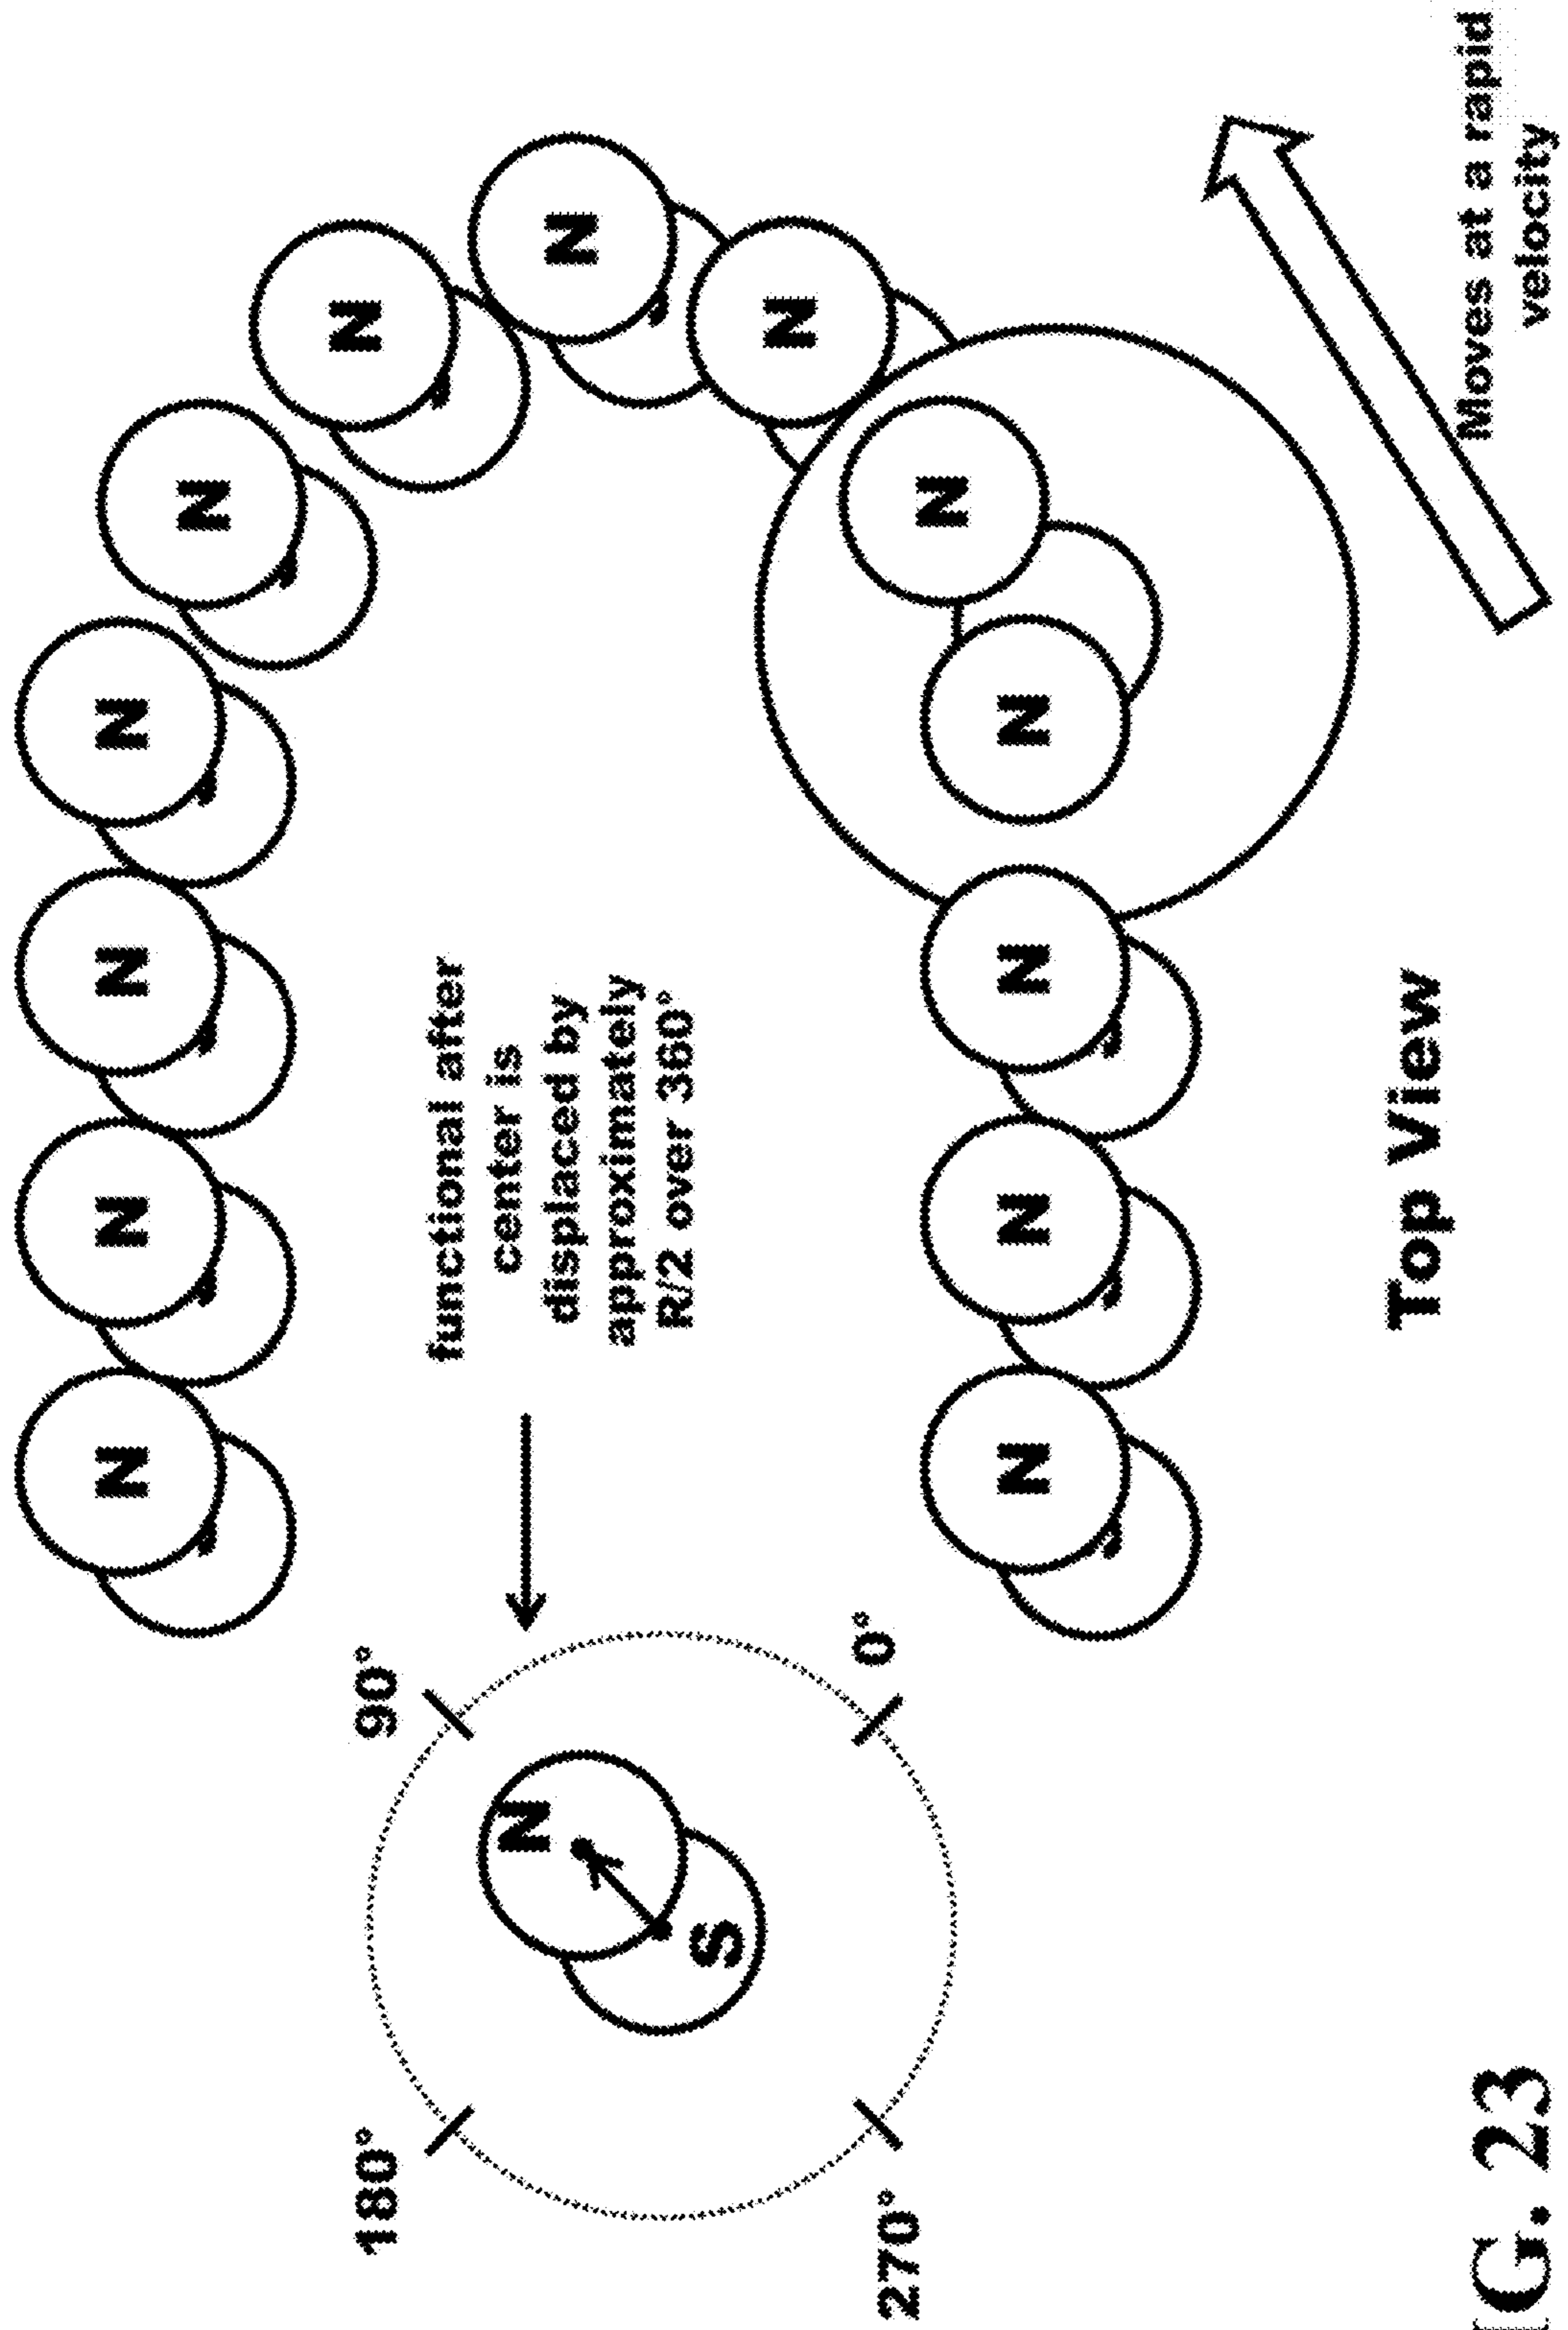 N N N N
N
N
N
N
N
N N N N
180° 90°
N
S
270° 0°
functional after
center is
displaced by
approximately
R/2 over 360°
Top View
Moves at a rapid
velocity
IG. 23